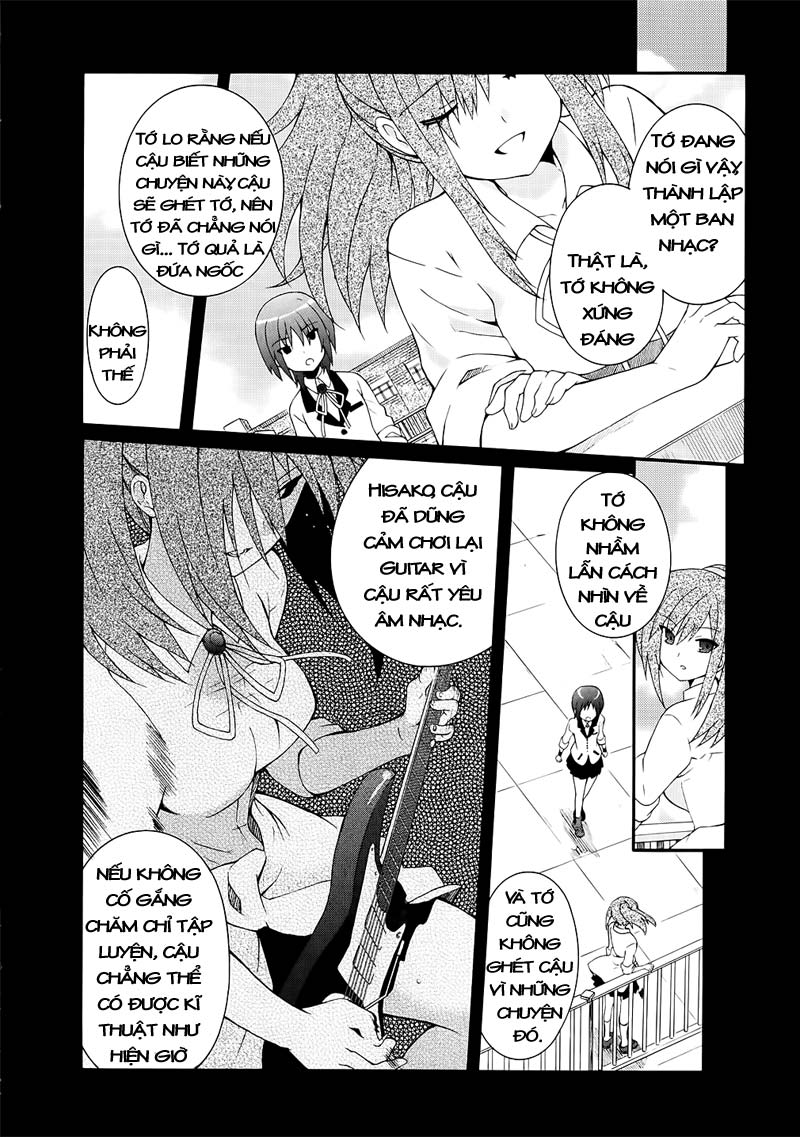 TỚ ĐANG
NÓI GÌ VẬY,
THÀNH LẬP
MỘT BAN
NHẠC?
THẬT LÀ,
TỚ KHÔNG
XỨNG
ĐÁNG
TỚ LO RẰNG NẾU
CẬU BIẾT NHỮNG
CHUYỆN NÀY, CẬU
SẼ GHÉT TỚ, NÊN
TỚ ĐÃ CHẲNG NÓI
GÌ... TỚ QUẢ LÀ
ĐỨA NGỐC
KHÔNG
PHẢI
THẾ
TỚ
KHÔNG
NHẦM
LẪN CÁCH
NHÌN VỀ
CẬU
HISAKO, CẬU
ĐÃ DŨNG
CẢM CHƠI LẠI
GUITAR VÌ
CẬU RẤT YÊU
ÂM NHẠC.
VÀ TỚ
CŨNG
KHÔNG
GHÉT CẬU
VÌ NHỮNG
CHUYỆN
ĐÓ.
NẾU KHÔNG
CỐ GẮNG
CHĂM CHỈ TẬP
LUYỆN, CẬU
CHẲNG THỂ
CÓ ĐƯỢC KĨ
THUẬT NHƯ
HIỆN GIỜ